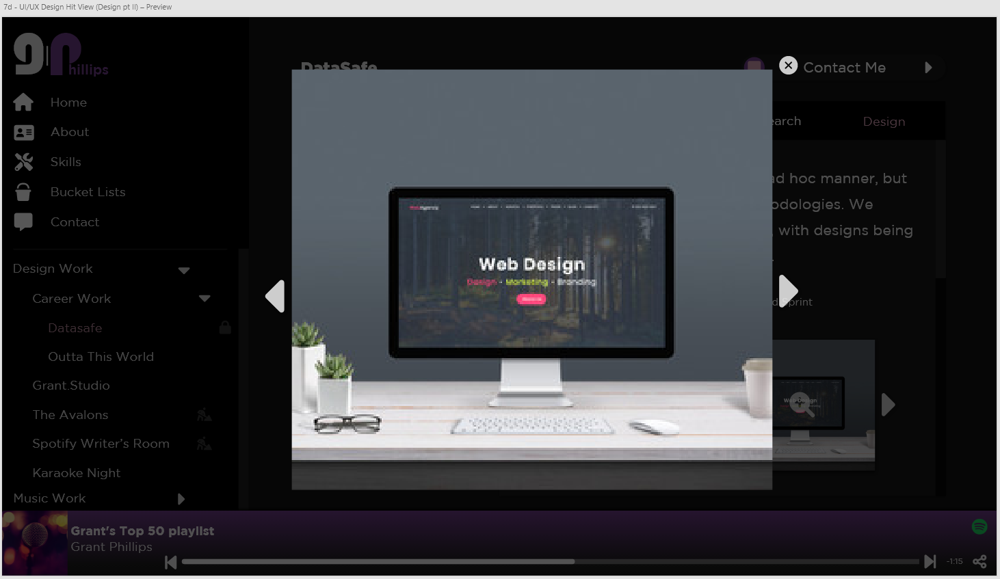 7d - UI/UX Design Hit View (Design pt II) – Preview
g|p
hillips
Home
About
Skills
Bucket Lists
Contact
Design Work
Career Work
Datasafe
Outta This World
Grant.Studio
The Avalons
Spotify Writer's Room
Karaoke Night
Music Work
DataSafe
Contact Me
earch
Design
ad hoc manner, but
odologies. We
, with designs being
d Sprint
Web Design
Design - Marketing - Branding
Web Design
Grant's Top 50 playlist
Grant Phillips
-1:15